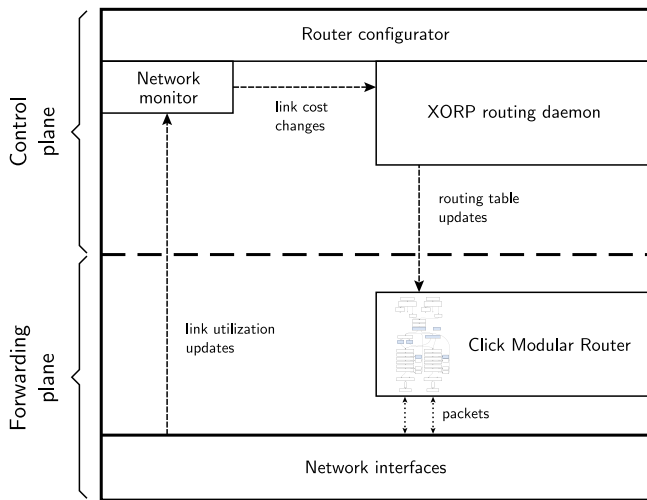 Router configurator
Network
monitor
link cost
changes
XORP routing daemon
Control
plane
routing table
updates
link utilization
updates
Click Modular Router
Forwarding
plane
packets
Network interfaces